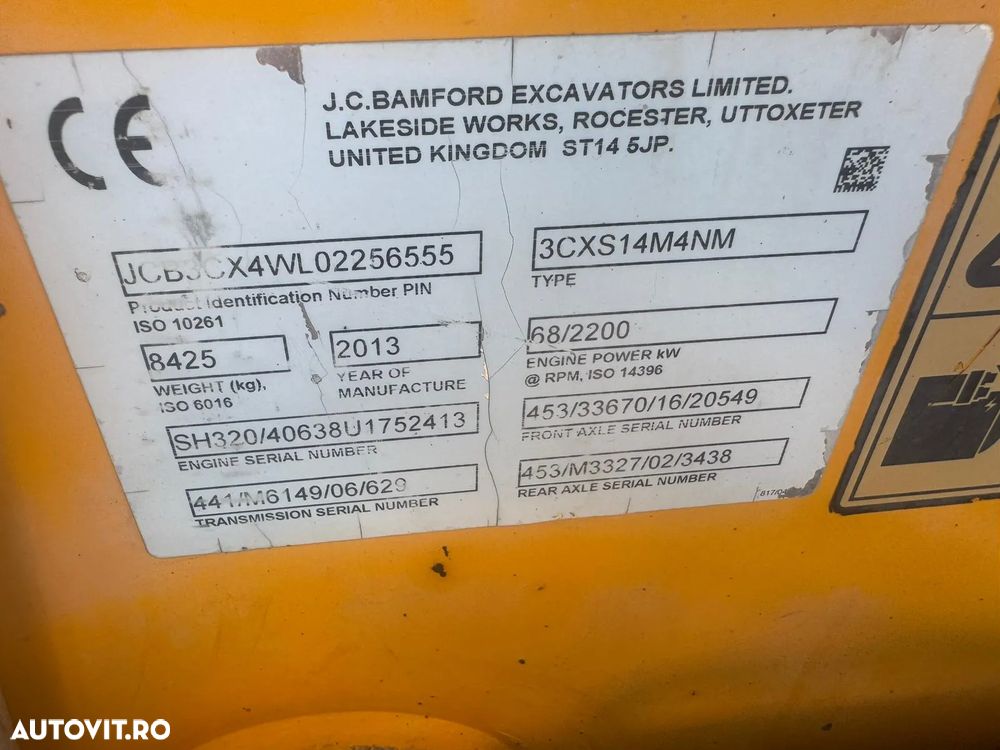 CE
J.C.BAMFORD EXCAVATORS LIMITED.
LAKESIDE WORKS, ROCESTER, UTTOXETER
UNITED KINGDOM ST14 5JP.
JCB3CX4WL02256555
Product Identification Number PIN
ISO 10261
3CXS14M4NM
TYPE
8425
WEIGHT (kg),
ISO 6016
2013
YEAR OF
MANUFACTURE
68/2200
ENGINE POWER kW
@ RPM, ISO 14396
SH320/40638U1752413
ENGINE SERIAL NUMBER
453/33670/16/20549
FRONT AXLE SERIAL NUMBER
441/M6149/06/629
TRANSMISSION SERIAL NUMBER
453/M3327/02/3438
REAR AXLE SERIAL NUMBER
AUTOVIT.RO